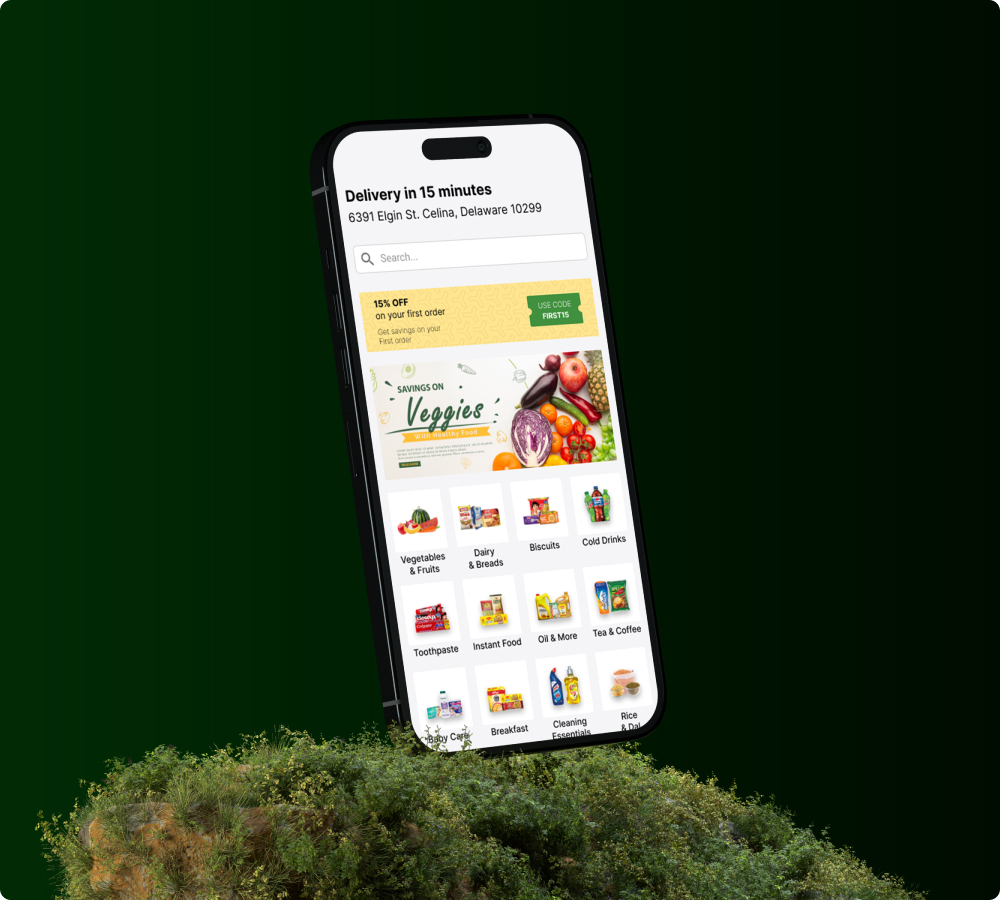 Delivery in 15 minutes
6391 Elgin St. Celina, Delaware 10299
Search...
15% OFF
on your first order
Get savings on your
First order
USE CODE
FIRST15
SAVINGS ON
Veggies
With Healthy Food
Vegetables
& Fruits
Dairy
& Breads
Biscuits
Cold Drinks
Toothpaste
Instant Food
Oil & More
Tea & Coffee
Baby Care
Breakfast
Cleaning
Essentials
Rice
& Dal